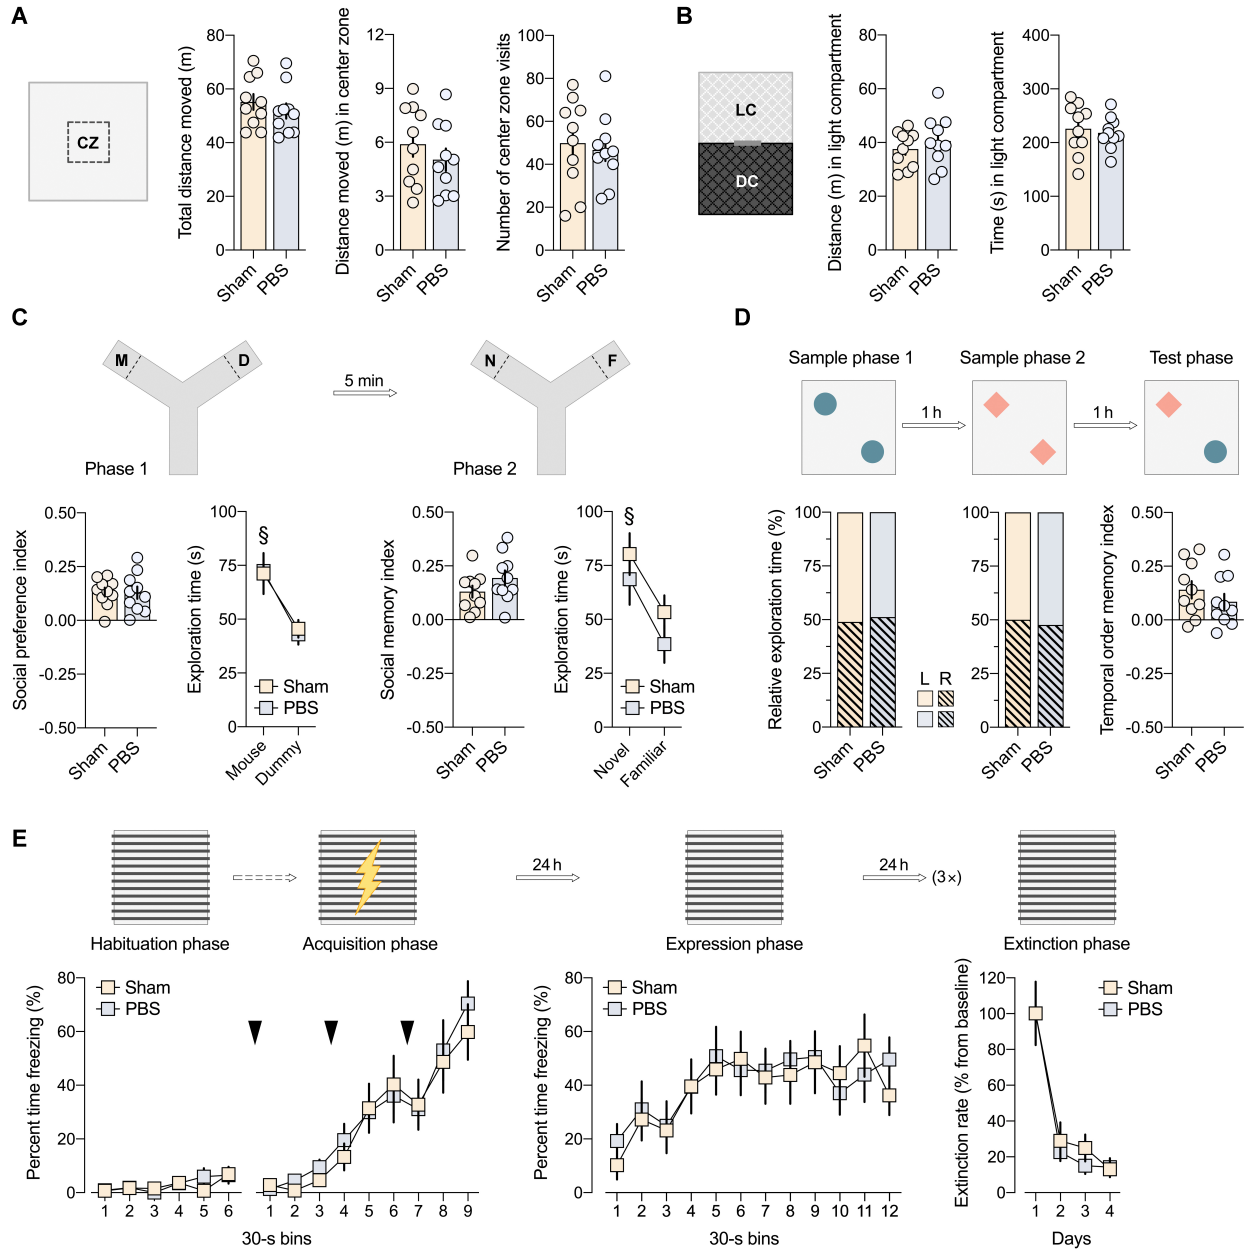 A
CZ
Total distance moved (m)
80
60
40
20
0
Sham
PBS
Distance moved (m) in center zone
12
9
6
3
0
Sham
PBS
Number of center zone visits
100
80
60
40
20
0
Sham
PBS
B
LC
DC
Distance (m) in light compartment
80
60
40
20
0
Sham
PBS
Time (s) in light compartment
400
300
200
100
0
Sham
PBS
C
M
D
5 min
N
F
Phase 1
Phase 2
Social preference index
0.50
0.25
0.00
-0.25
-0.50
Sham
PBS
Exploration time (s)
100
75
50
25
0
§
Sham
PBS
Mouse
Dummy
Social memory index
0.50
0.25
0.00
-0.25
-0.50
Sham
PBS
Exploration time (s)
100
75
50
25
0
§
Sham
PBS
Novel
Familiar
D
Sample phase 1
Sample phase 2
Test phase
1 h
1 h
Relative exploration time (%)
100
75
50
25
0
Sham
PBS
L R
100
75
50
25
0
Sham
PBS
Temporal order memory index
0.50
0.25
0.00
-0.25
-0.50
Sham
PBS
E
24 h
24 h
(3×)
Habituation phase
Acquisition phase
Expression phase
Extinction phase
Percent time freezing (%)
80
60
40
20
0
Sham
PBS
1 2 3 4 5 6
1 2 3 4 5 6 7 8 9
30-s bins
Percent time freezing (%)
80
60
40
20
0
Sham
PBS
1 2 3 4 5 6 7 8 9 10 11 12
30-s bins
Extinction rate (% from baseline)
120
100
80
60
40
20
0
Sham
PBS
1 2 3 4
Days